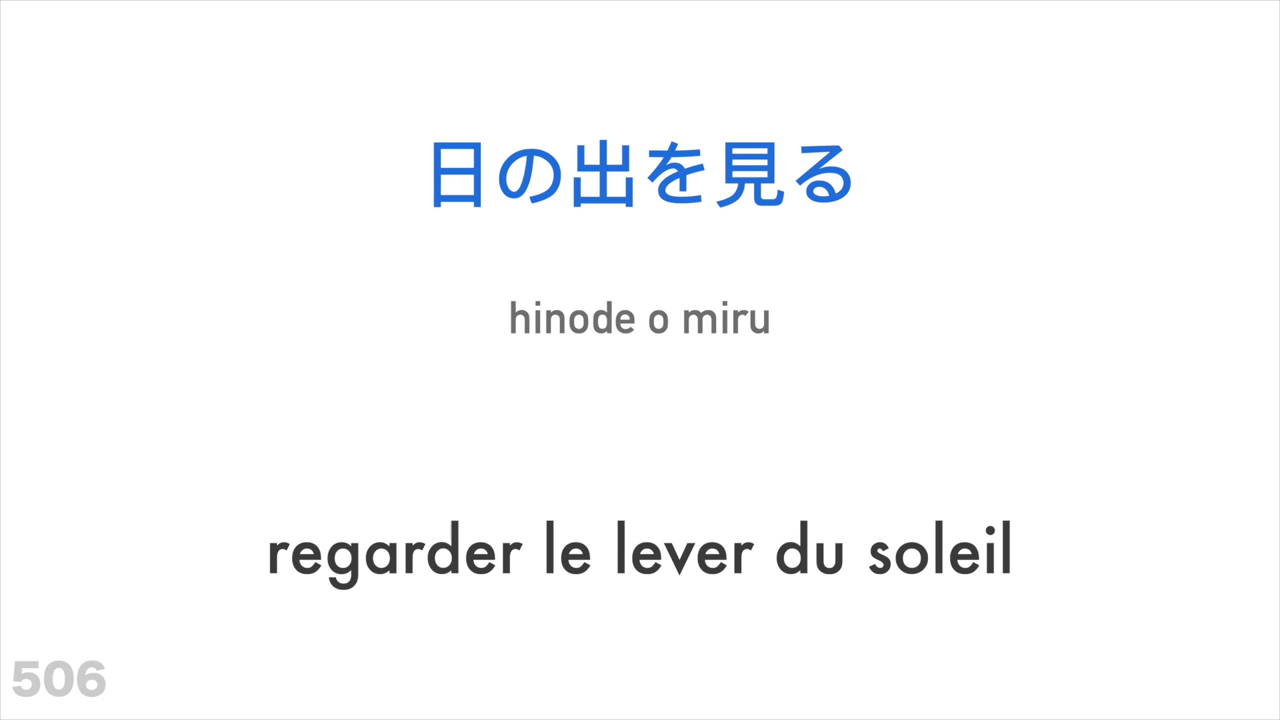 日の出を見る
hinode o miru
regarder le lever du soleil
506